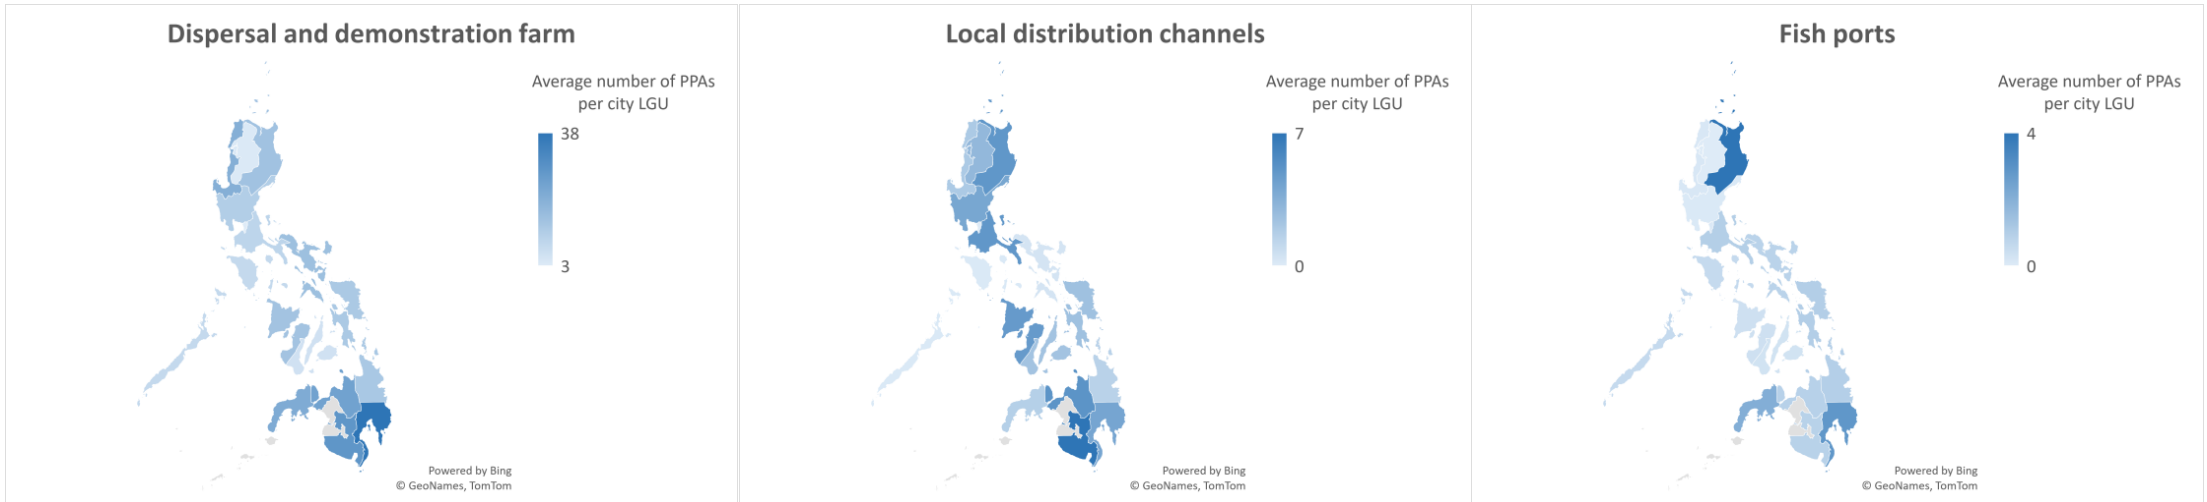 Dispersal and demonstration farm
Average number of PPAs
per city LGU
38
3
Powered by Bing
© GeoNames, TomTom
Local distribution channels
Average number of PPAs
per city LGU
7
0
Powered by Bing
© GeoNames, TomTom
Fish ports
Average number of PPAs
per city LGU
4
0
Powered by Bing
© GeoNames, TomTom